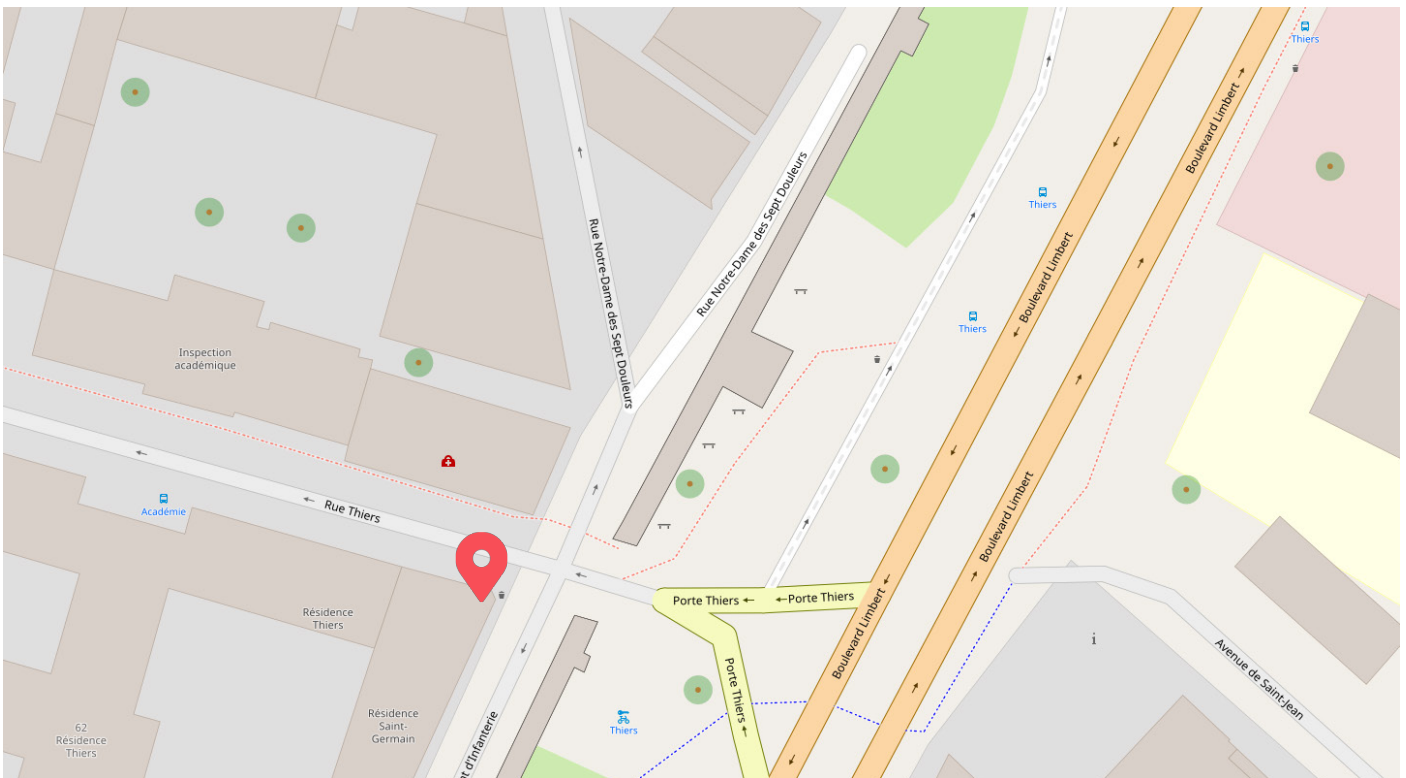 Thiers
Boulevard Limbert
Thiers
Rue Notre-Dame des Sept Douleurs
Boulevard Limbert
Rue Notre-Dame des Sept Douleurs
Thiers
Inspection
académique
Académie
Rue Thiers
Boulevard Limbert
Porte Thiers
Porte Thiers
Résidence
Thiers
Boulevard Limbert
i
Avenue de Saint-Jean
Porte Thiers
Résidence
Saint-
Germain
Thiers
62
Résidence
Thiers
nt d'Infanterie